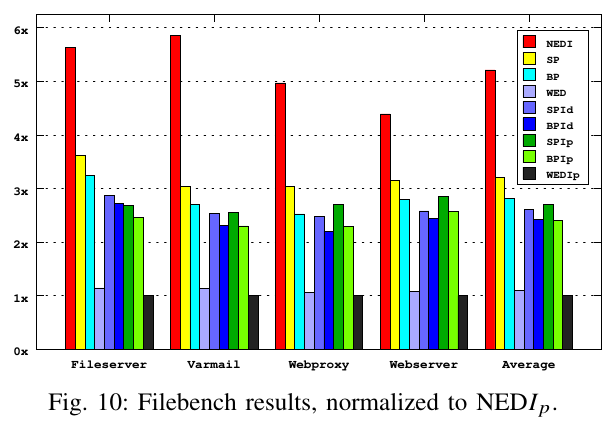 6x
5x
4x
3x
2x
1x
0x
NEDI
SP
BP
WED
SPId
BPId
SPIp
BPIp
WEDIp
Fileserver Varmail Webproxy Webserver Average
Fig. 10: Filebench results, normalized to NEDIp.